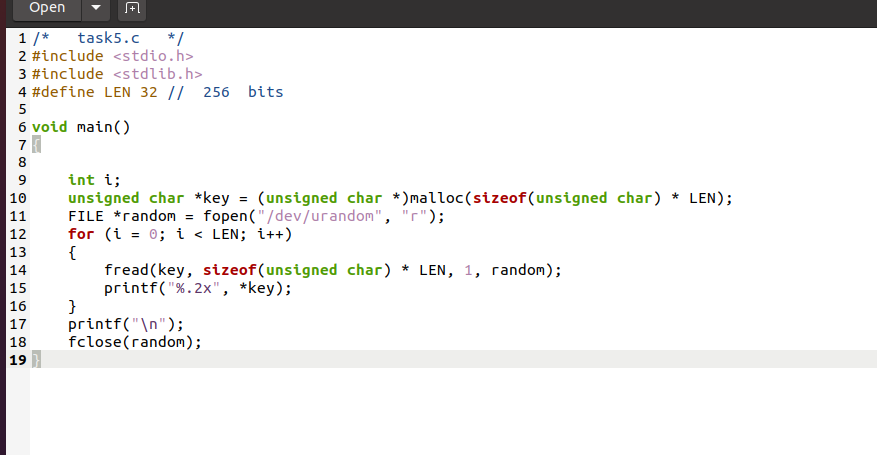 Open
1 /*   task5.c   */
2 #include <stdio.h>
3 #include <stdlib.h>
4 #define LEN 32 //  256  bits
5
6 void main()
7 {
8
9     int i;
10     unsigned char *key = (unsigned char *)malloc(sizeof(unsigned char) * LEN);
11     FILE *random = fopen("/dev/urandom", "r");
12     for (i = 0; i < LEN; i++)
13     {
14         fread(key, sizeof(unsigned char) * LEN, 1, random);
15         printf("%.2x", *key);
16     }
17     printf("\n");
18     fclose(random);
19 }